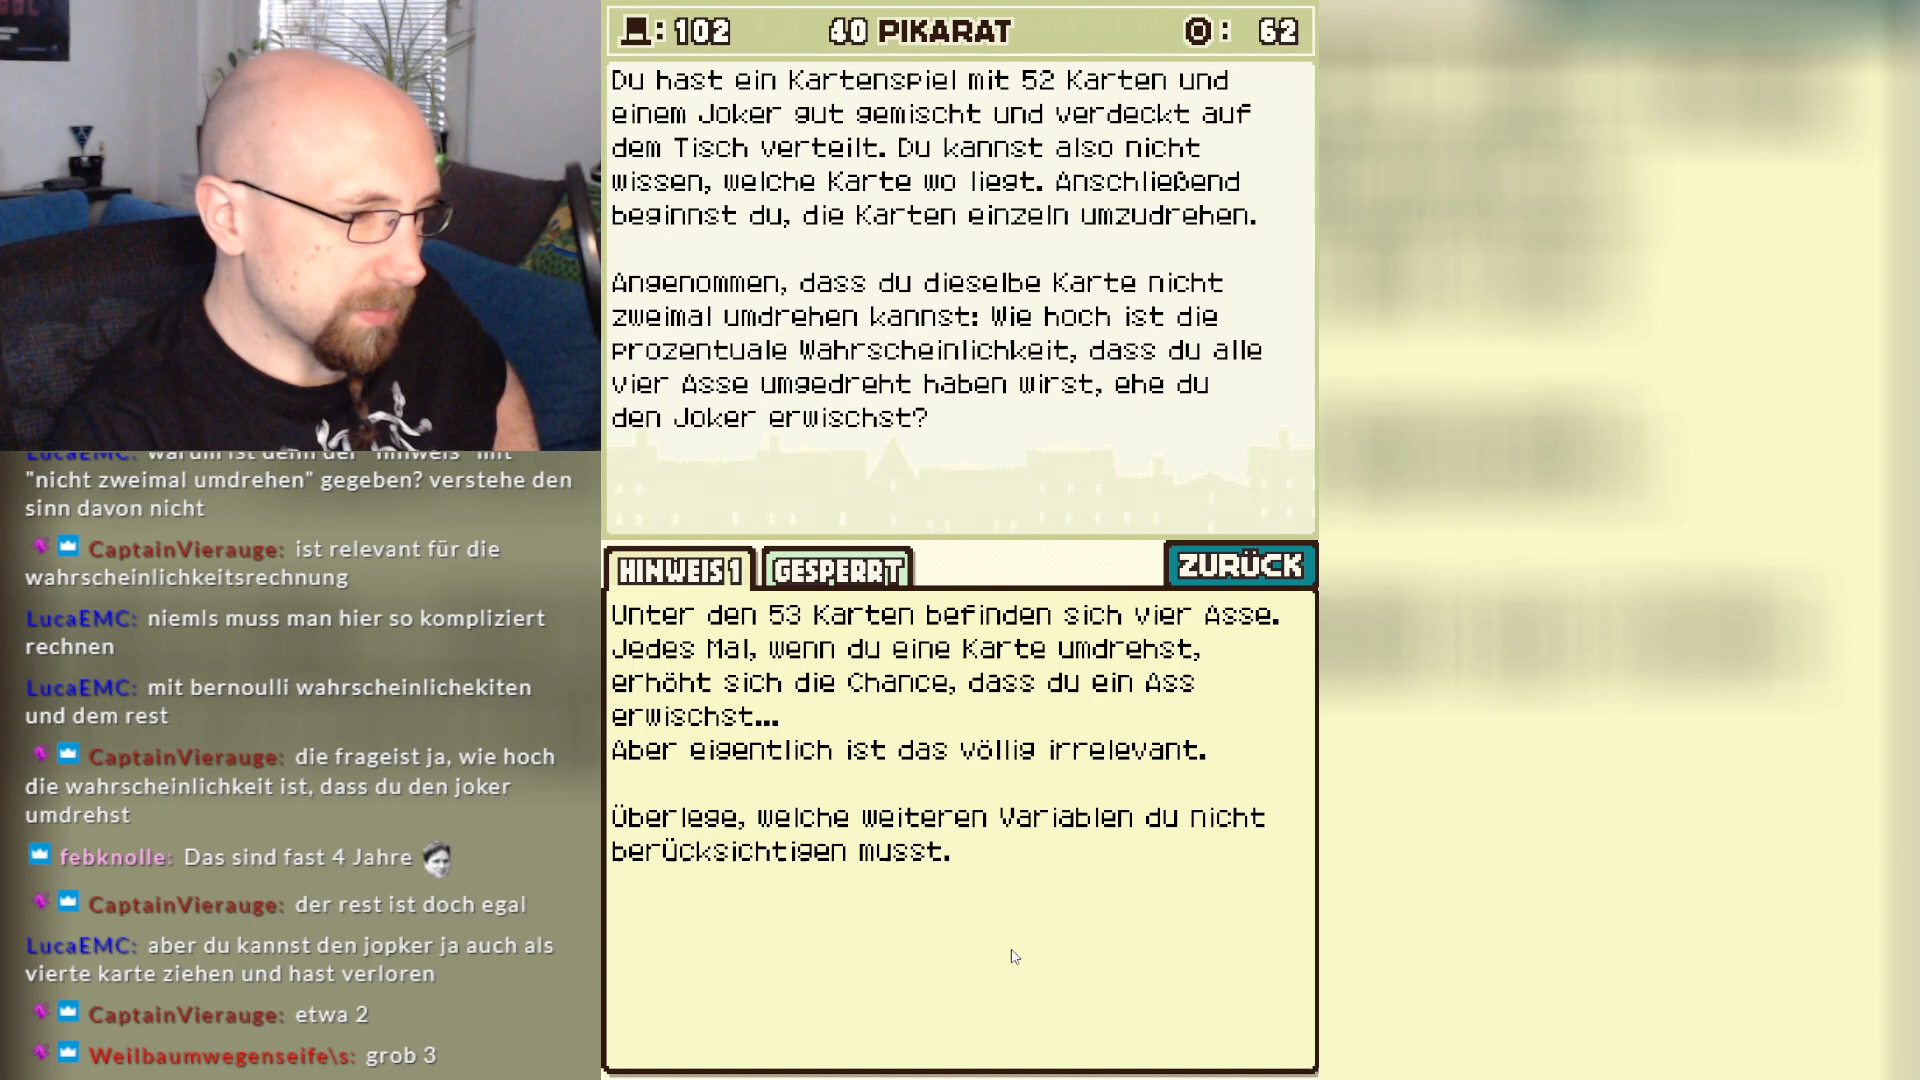 : 102
40 PIKARAT
: 62
Du hast ein Kartenspiel mit 52 Karten und
einem Joker gut gemischt und verdeckt auf
dem Tisch verteilt. Du kannst also nicht
wissen, welche Karte wo liegt. Anschließend
beginnst du, die Karten einzeln umzudrehen.
Angenommen, dass du dieselbe Karte nicht
zweimal umdrehen kannst: Wie hoch ist die
prozentuale Wahrscheinlichkeit, dass du alle
vier Asse umgedreht haben wirst, ehe du
den Joker erwischst?
HINWEIS 1
GESPERRT
ZURÜCK
Unter den 53 Karten befinden sich vier Asse.
Jedes Mal, wenn du eine Karte umdrehst,
erhöht sich die Chance, dass du ein Ass
erwischst...
Aber eigentlich ist das völlig irrelevant.
Überlege, welche weiteren Variablen du nicht
berücksichtigen musst.
LucaEMC: warum ist denn der "hinweis" mit
"nicht zweimal umdrehen" gegeben? verstehe den
sinn davon nicht
CaptainVierauge: ist relevant für die
wahrscheinlichkeitsrechnung
LucaEMC: niemls muss man hier so kompliziert
rechnen
LucaEMC: mit bernoulli wahrscheinlichekiten
und dem rest
CaptainVierauge: die frageist ja, wie hoch
die wahrscheinlichkeit ist, dass du den joker
umdrehst
febknolle: Das sind fast 4 Jahre
CaptainVierauge: der rest ist doch egal
LucaEMC: aber du kannst den jopker ja auch als
vierte karte ziehen und hast verloren
CaptainVierauge: etwa 2
Weilbaumwegenseife\s: grob 3